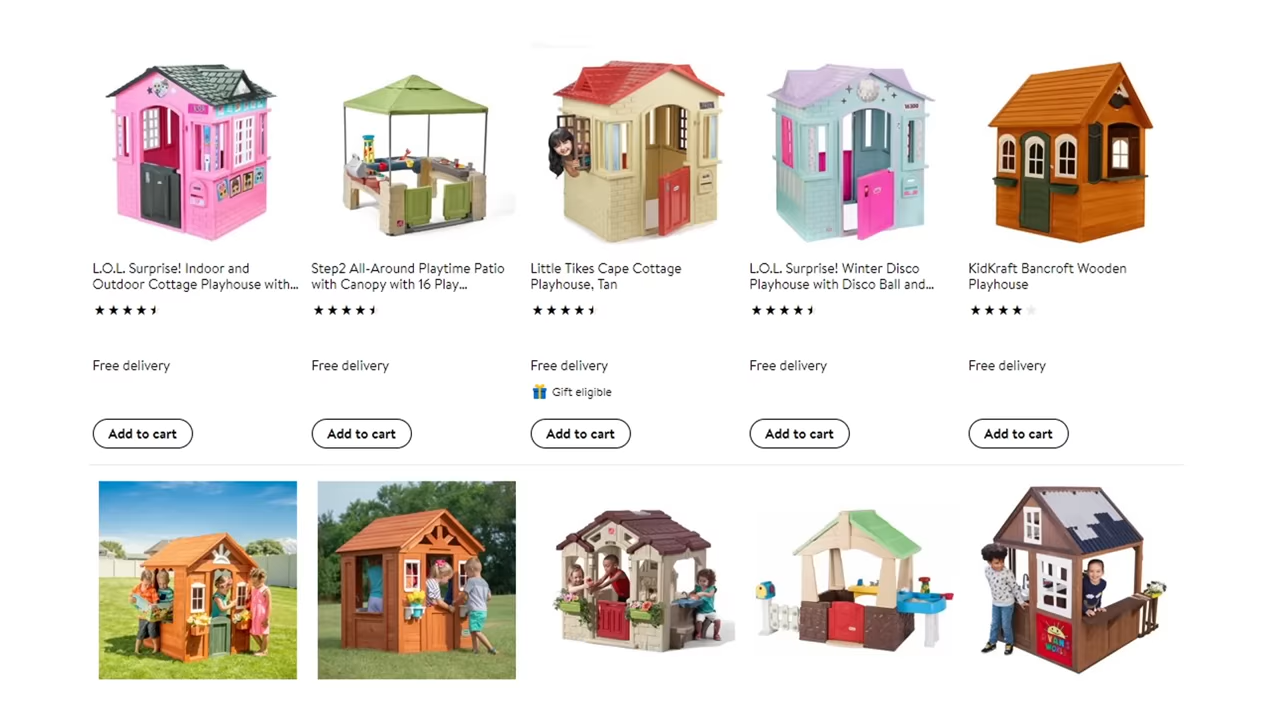 L.O.L. Surprise! Indoor and
Outdoor Cottage Playhouse with...
Free delivery
Add to cart
Step2 All-Around Playtime Patio
with Canopy with 16 Play...
Free delivery
Add to cart
Little Tikes Cape Cottage
Playhouse, Tan
Free delivery
Gift eligible
Add to cart
L.O.L. Surprise! Winter Disco
Playhouse with Disco Ball and...
Free delivery
Add to cart
KidKraft Bancroft Wooden
Playhouse
Free delivery
Add to cart